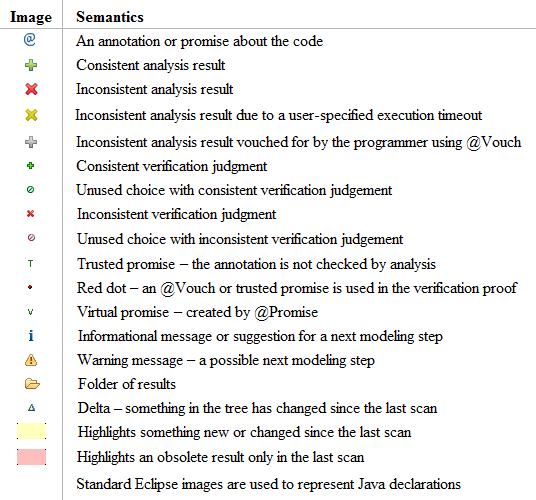 Image Semantics
@ An annotation or promise about the code
Consistent analysis result
Inconsistent analysis result
Inconsistent analysis result due to a user-specified execution timeout
Inconsistent analysis result vouched for by the programmer using @Vouch
Consistent verification judgment
Unused choice with consistent verification judgement
Inconsistent verification judgment
Unused choice with inconsistent verification judgement
T Trusted promise – the annotation is not checked by analysis
Red dot – an @Vouch or trusted promise is used in the verification proof
V Virtual promise – created by @Promise
i Informational message or suggestion for a next modeling step
! Warning message – a possible next modeling step
Folder of results
Delta – something in the tree has changed since the last scan
Highlights something new or changed since the last scan
Highlights an obsolete result only in the last scan
Standard Eclipse images are used to represent Java declarations